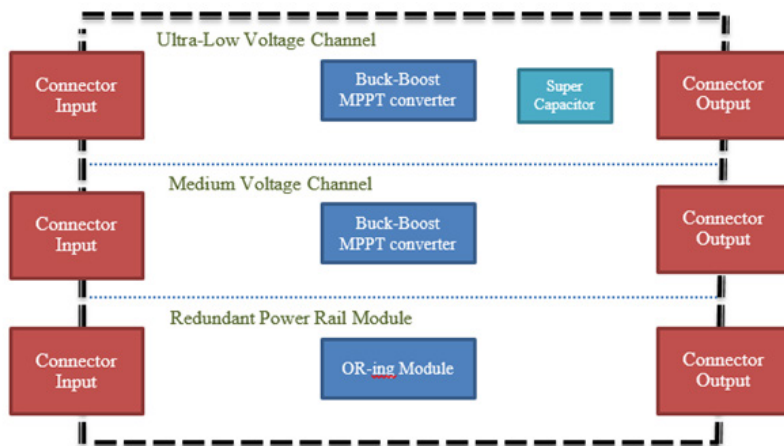 Ultra-Low Voltage Channel
Connector
Input
Buck-Boost
MPPT converter
Super
Capacitor
Connector
Output
Medium Voltage Channel
Connector
Input
Buck-Boost
MPPT converter
Connector
Output
Redundant Power Rail Module
Connector
Input
OR-ing Module
Connector
Output